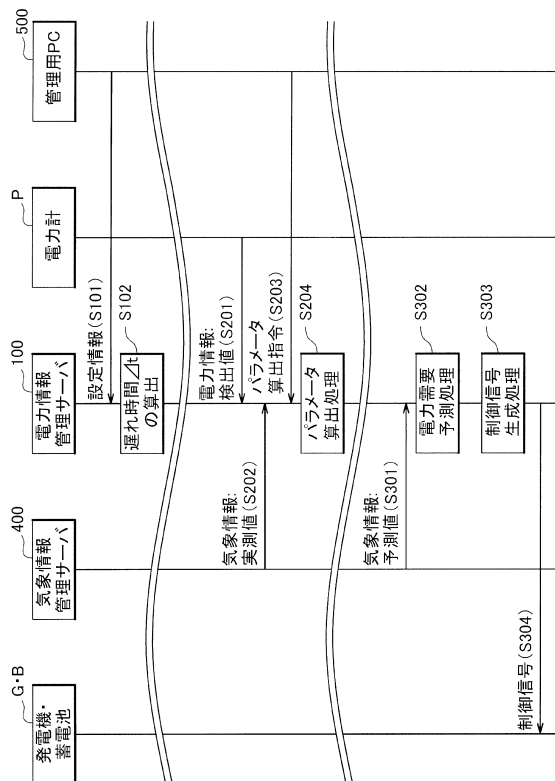 G・B
発電機・
蓄電池
400
気象情報
管理サーバ
100
電力情報
管理サーバ
P
電力計
500
管理用PC
設定情報(S101)
遅れ時間⊿t
の算出
S102
電力情報:
検出値(S201)
気象情報:
実測値(S202)
パラメータ
算出指令(S203)
パラメータ
算出処理
S204
気象情報:
予測値(S301)
電力需要
予測処理
S302
制御信号
生成処理
S303
制御信号(S304)